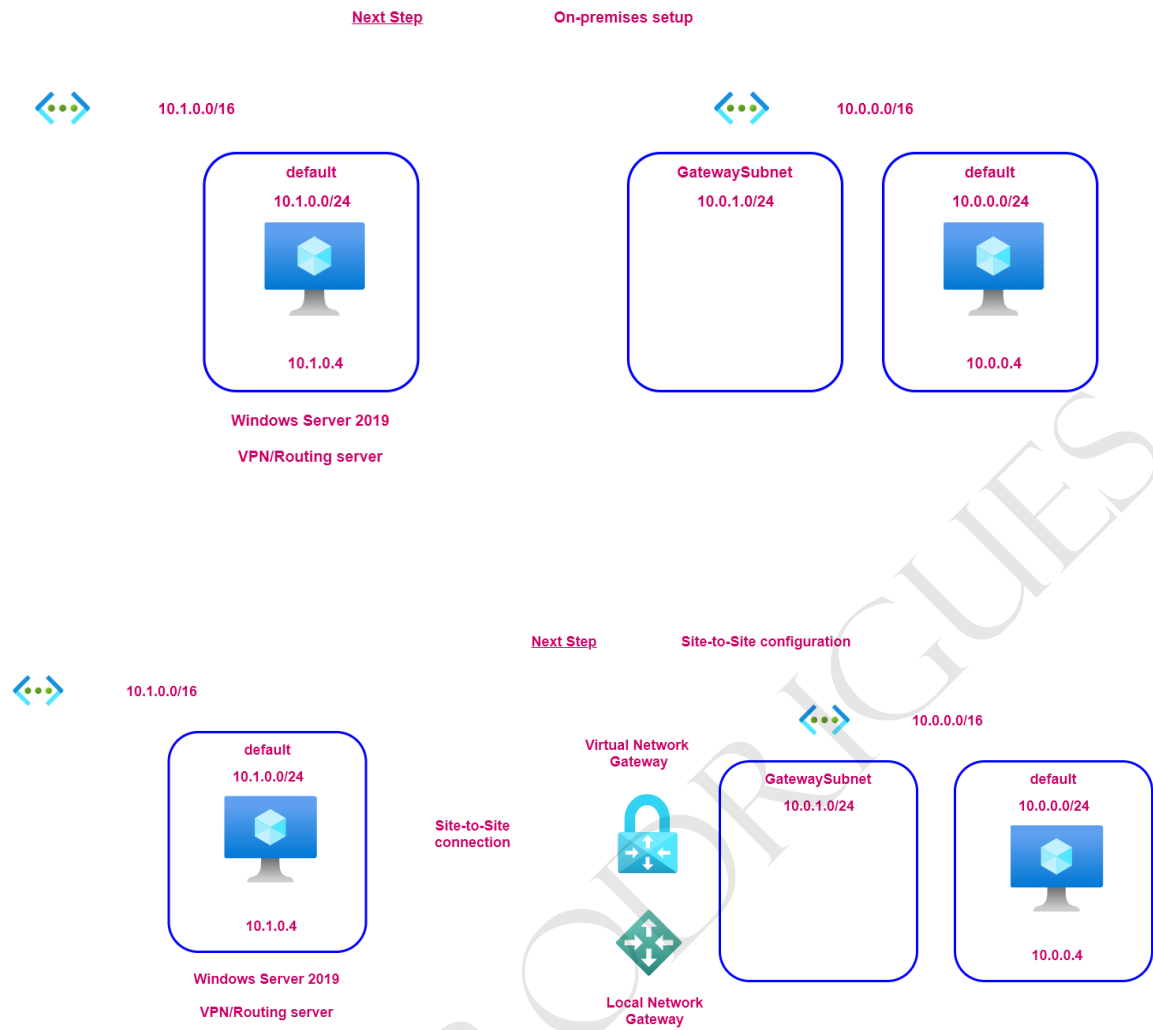 Next Step On-premises setup
10.1.0.0/16
10.0.0.0/16
default
10.1.0.0/24
10.1.0.4
Windows Server 2019
VPN/Routing server
GatewaySubnet
10.0.1.0/24
default
10.0.0.0/24
10.0.0.4
Next Step Site-to-Site configuration
10.1.0.0/16
default
10.1.0.0/24
10.1.0.4
Windows Server 2019
VPN/Routing server
Site-to-Site
connection
Virtual Network
Gateway
Local Network
Gateway
10.0.0.0/16
GatewaySubnet
10.0.1.0/24
default
10.0.0.0/24
10.0.0.4